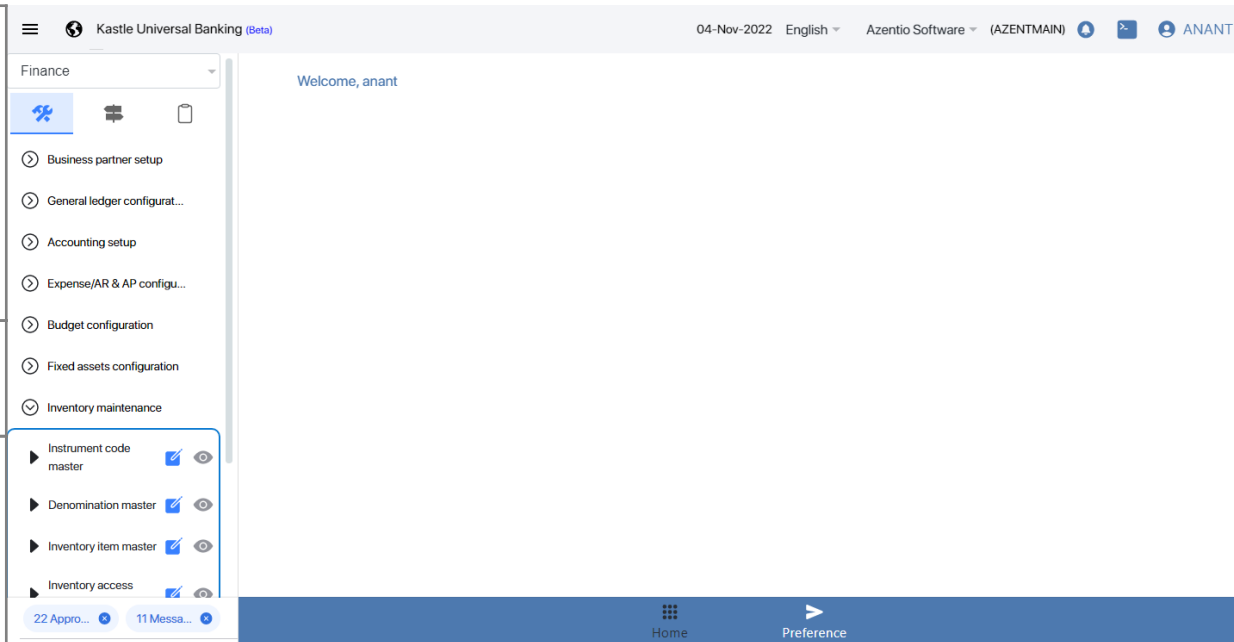 Kastle Universal Banking (Beta)
04-Nov-2022 English Azentio Software (AZENTMAIN) ANANT
Finance
Welcome, anant
Business partner setup
General ledger configurat...
Accounting setup
Expense/AR & AP configu...
Budget configuration
Fixed assets configuration
Inventory maintenance
Instrument code
master
Denomination master
Inventory item master
Inventory access
22 Appro... 11 Messa...
Home Preference